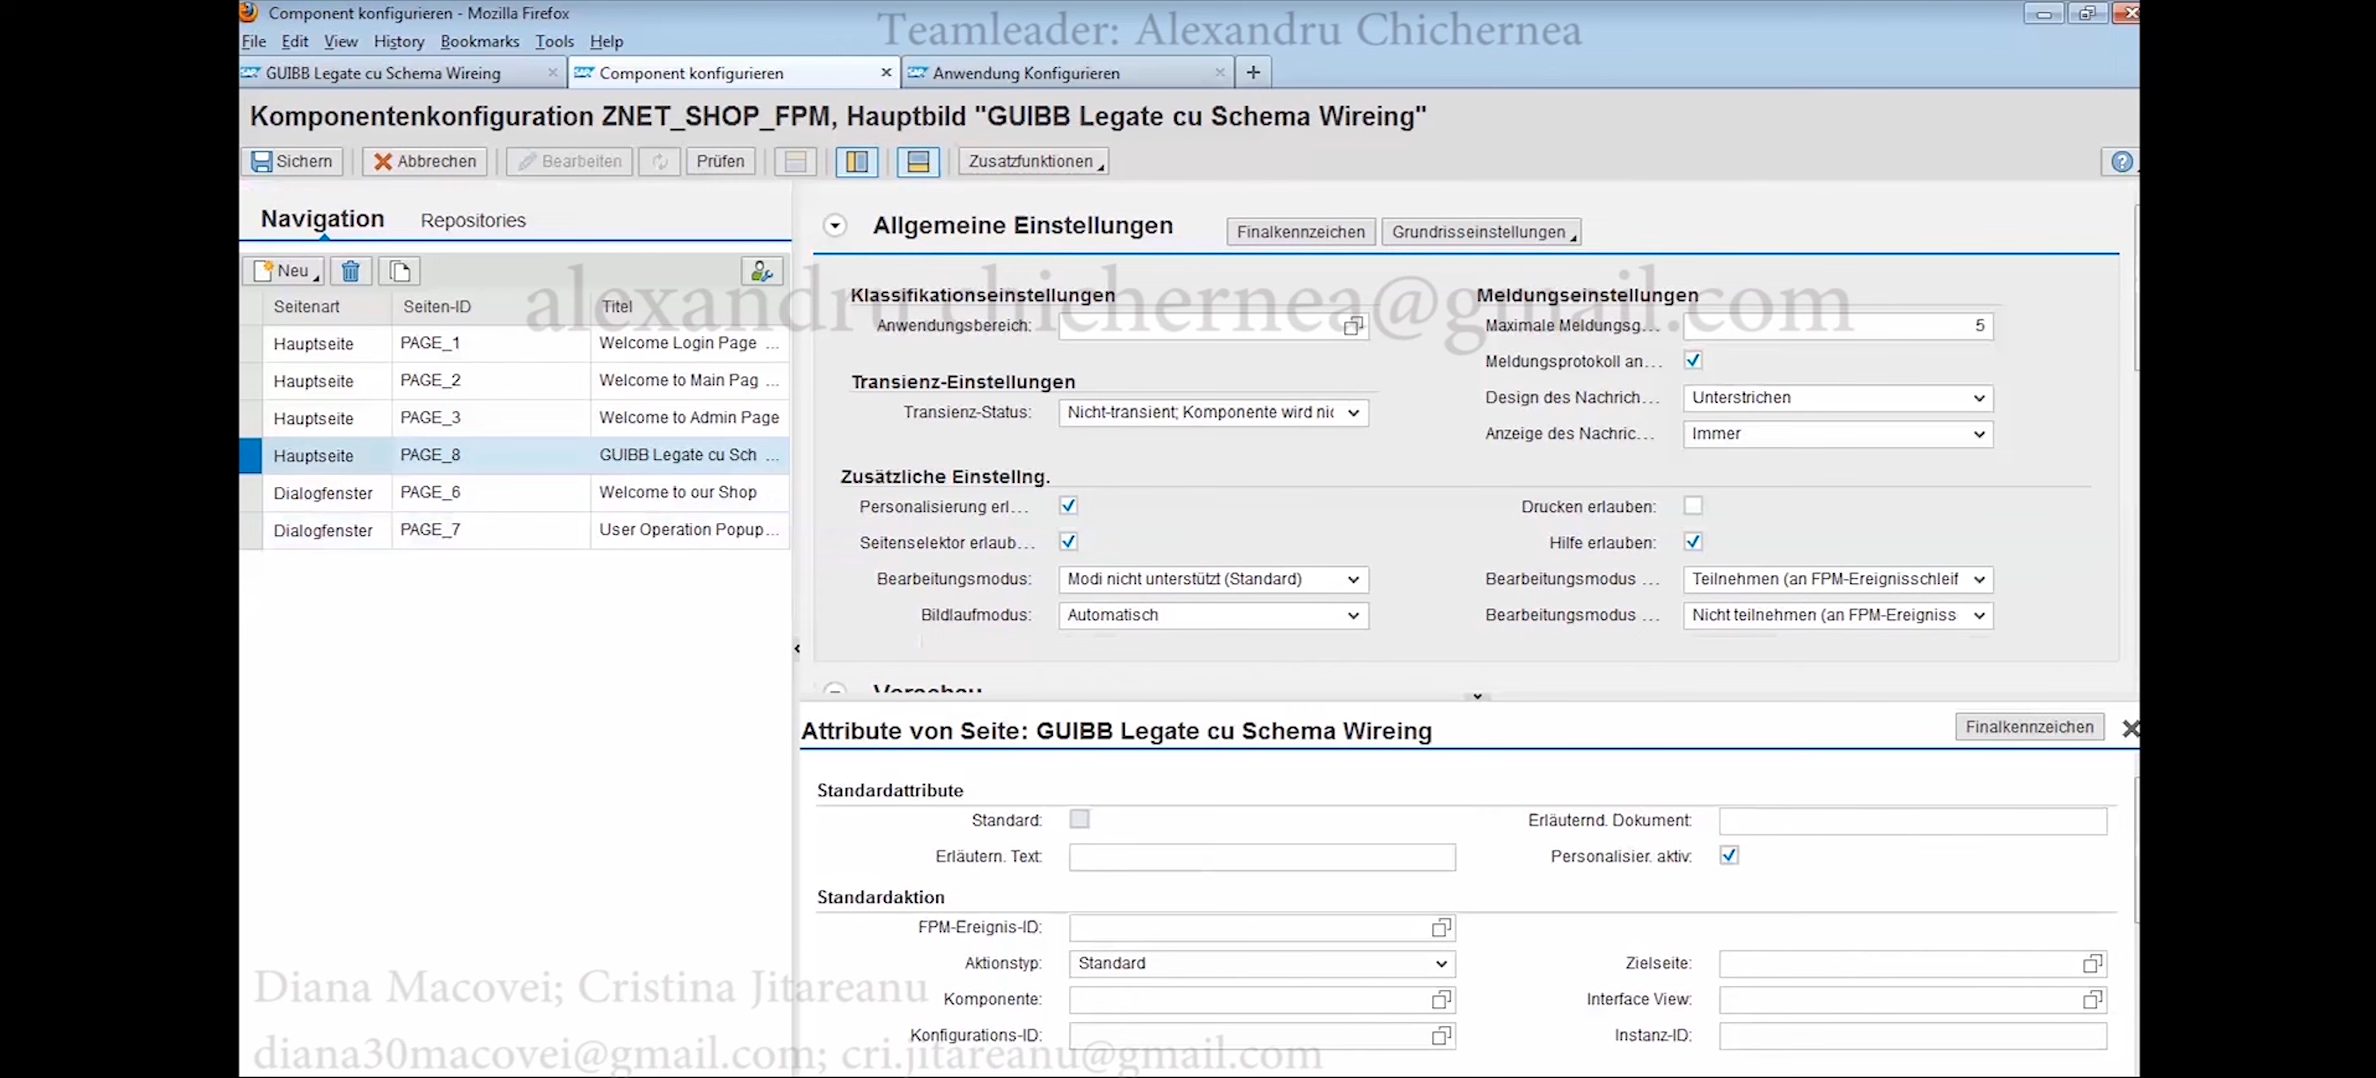 Component konfigurieren - Mozilla Firefox
Teamleader: Alexandru Chichernea
File Edit View History Bookmarks Tools Help
GUIBB Legate cu Schema Wireing × Component konfigurieren × Anwendung Konfigurieren × +
Komponentenkonfiguration ZNET_SHOP_FPM, Hauptbild "GUIBB Legate cu Schema Wireing"
Sichern Abbrechen Bearbeiten Prüfen Zusatzfunktionen
Navigation Repositories
Neu
Seitenart Seiten-ID Titel
Hauptseite PAGE_1 Welcome Login Page ...
Hauptseite PAGE_2 Welcome to Main Pag ...
Hauptseite PAGE_3 Welcome to Admin Page
Hauptseite PAGE_8 GUIBB Legate cu Sch ...
Dialogfenster PAGE_6 Welcome to our Shop
Dialogfenster PAGE_7 User Operation Popup...
Allgemeine Einstellungen Finalkennzeichen Grundrisseinstellungen
alexandru.chichernea@gmail.com
Klassifikationseinstellungen Meldungseinstellungen
Anwendungsbereich: Maximale Meldungsg... 5
Meldungsprotokoll an...
Transienz-Einstellungen
Design des Nachrich... Unterstrichen
Transienz-Status: Nicht-transient; Komponente wird nic
Anzeige des Nachric... Immer
Zusätzliche Einstellng.
Personalisierung erl... Drucken erlauben:
Seitenselektor erlaub... Hilfe erlauben:
Bearbeitungsmodus: Modi nicht unterstützt (Standard) Bearbeitungsmodus ... Teilnehmen (an FPM-Ereignisschleif
Bildlaufmodus: Automatisch Bearbeitungsmodus ... Nicht teilnehmen (an FPM-Ereigniss
Vorschau
Attribute von Seite: GUIBB Legate cu Schema Wireing Finalkennzeichen
Standardattribute
Standard: Erläuternd. Dokument:
Erläutern. Text: Personalisier. aktiv:
Standardaktion
FPM-Ereignis-ID:
Aktionstyp: Standard Zielseite:
Komponente: Interface View:
Konfigurations-ID: Instanz-ID:
Diana Macovei; Cristina Jitareanu
diana30macovei@gmail.com; cri.jitareanu@gmail.com